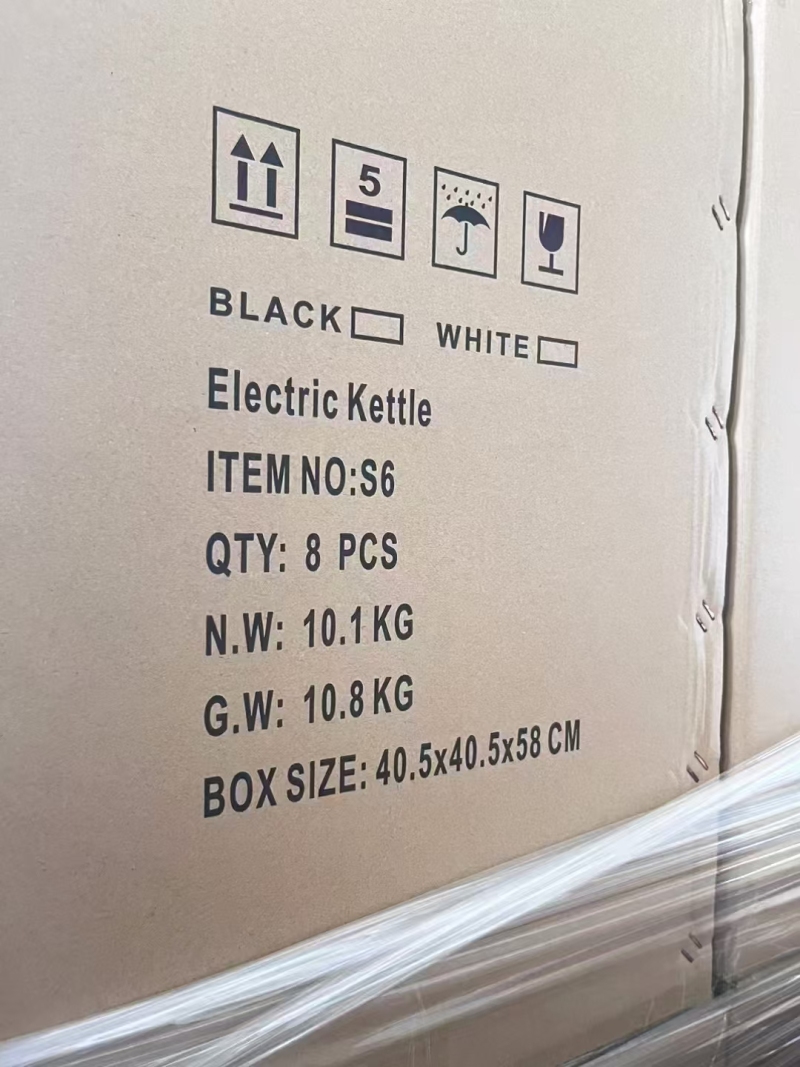 5
BLACK WHITE
Electric Kettle
ITEM NO:S6
QTY: 8 PCS
N.W: 10.1 KG
G.W: 10.8 KG
BOX SIZE: 40.5x40.5x58 CM